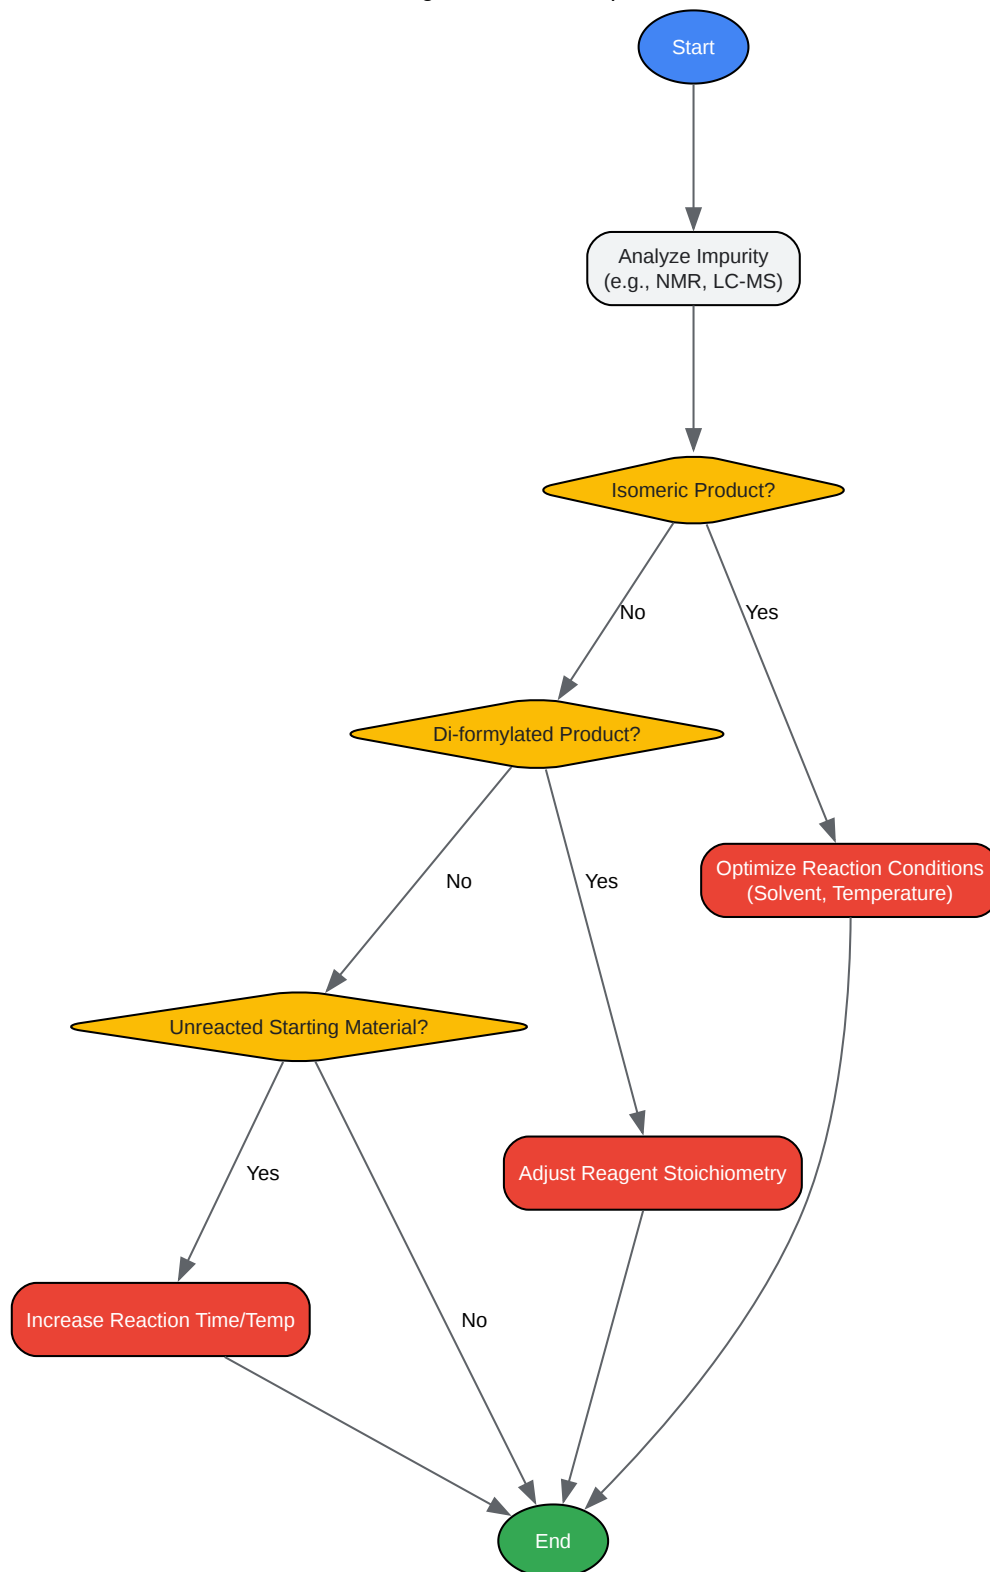 Start
Analyze Impurity
(e.g., NMR, LC-MS)
Isomeric Product?
No
Yes
Di-formylated Product?
Optimize Reaction Conditions
(Solvent, Temperature)
No
Yes
Unreacted Starting Material?
Yes
Adjust Reagent Stoichiometry
Increase Reaction Time/Temp
No
End